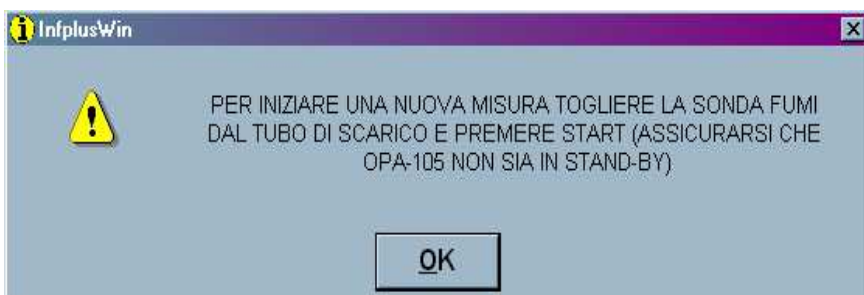 InfplusWin
PER INIZIARE UNA NUOVA MISURA TOGLIERE LA SONDA FUMI
DAL TUBO DI SCARICO E PREMERE START (ASSICURARSI CHE
OPA-105 NON SIA IN STAND-BY)
OK